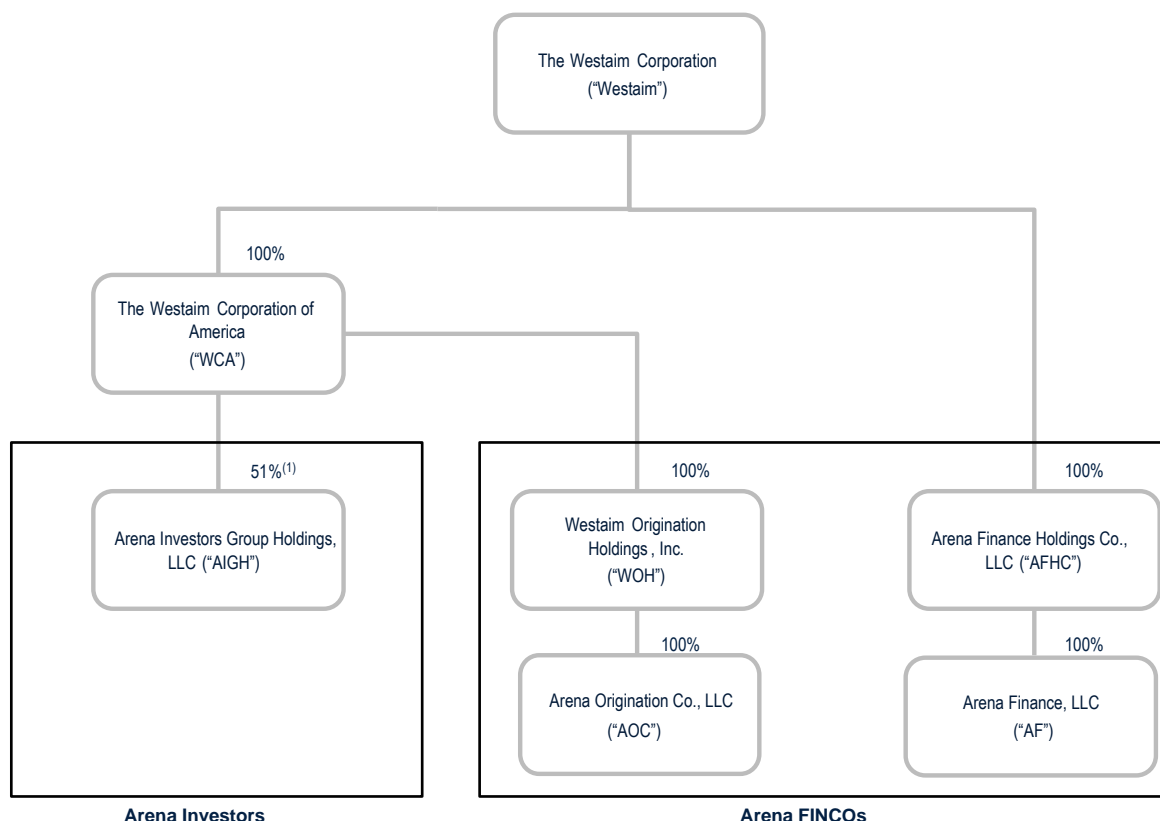 The Westaim Corporation
(“Westaim”)
100%
The Westaim Corporation of
America
(“WCA”)
51%(1)
100%
100%
Arena Investors Group Holdings,
LLC (“AIGH”)
Westaim Origination
Holdings, Inc.
(“WOH”)
Arena Finance Holdings Co.,
LLC (“AFHC”)
100%
100%
Arena Origination Co., LLC
(“AOC”)
Arena Finance, LLC
(“AF”)
Arena Investors
Arena FINCOs